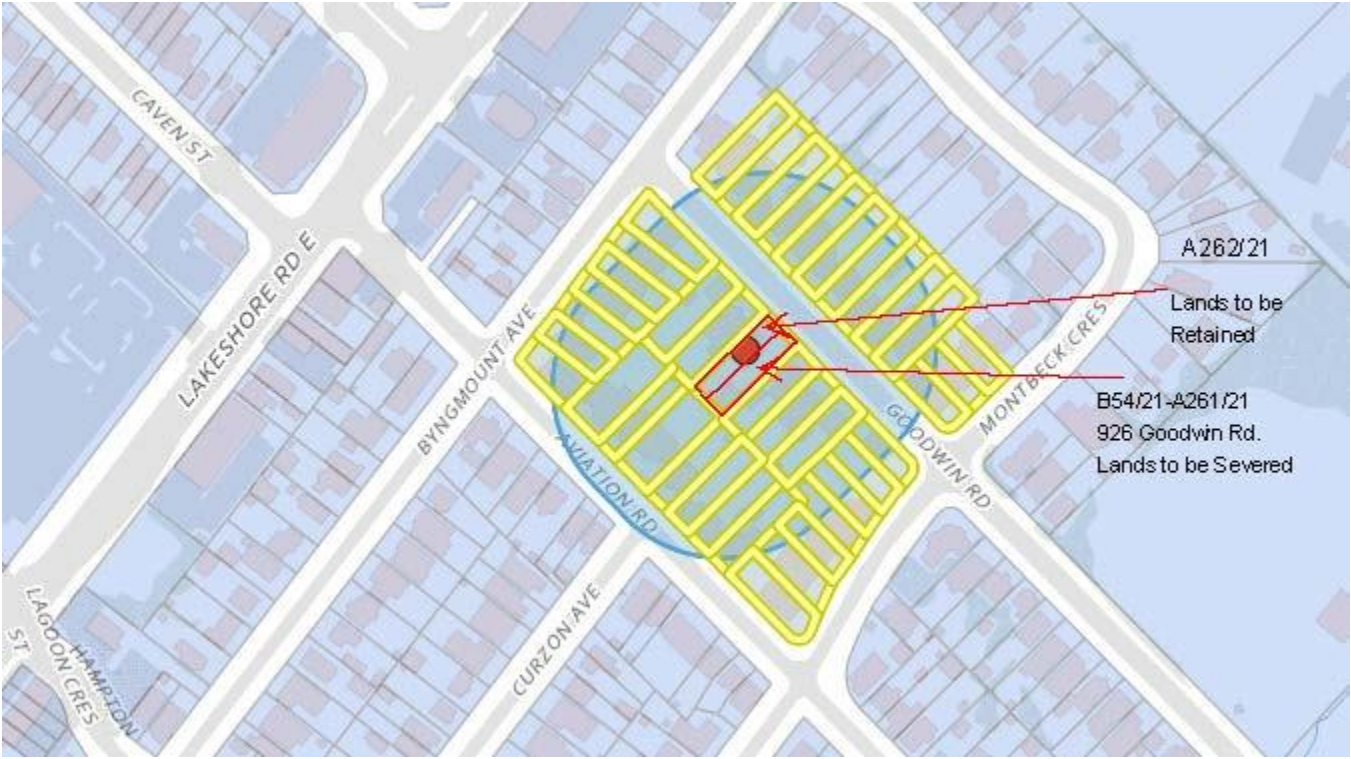 CAVEN ST
LAKESHORE RD E
BYNGMOUNT AVE
AVIATION RD
GOODWIN RD
MONTBECK CRES
CURZON AVE
LAGOON CRES
HAMPTON
ST
A262/21
Lands to be
Retained
B54/21-A261/21
926 Goodwin Rd.
Lands to be Severed